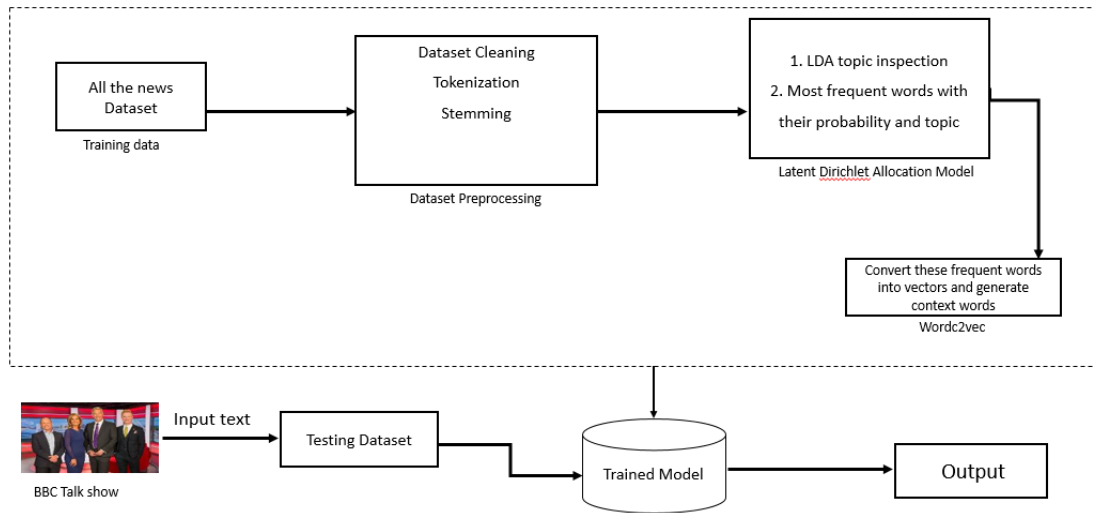 All the news
Dataset
Training data
Dataset Cleaning
Tokenization
Stemming
Dataset Preprocessing
1. LDA topic inspection
2. Most frequent words with
their probability and topic
Latent Dirichlet Allocation Model
Convert these frequent words
into vectors and generate
context words
Wordc2vec
BBC Talk show
Input text
Testing Dataset
Trained Model
Output